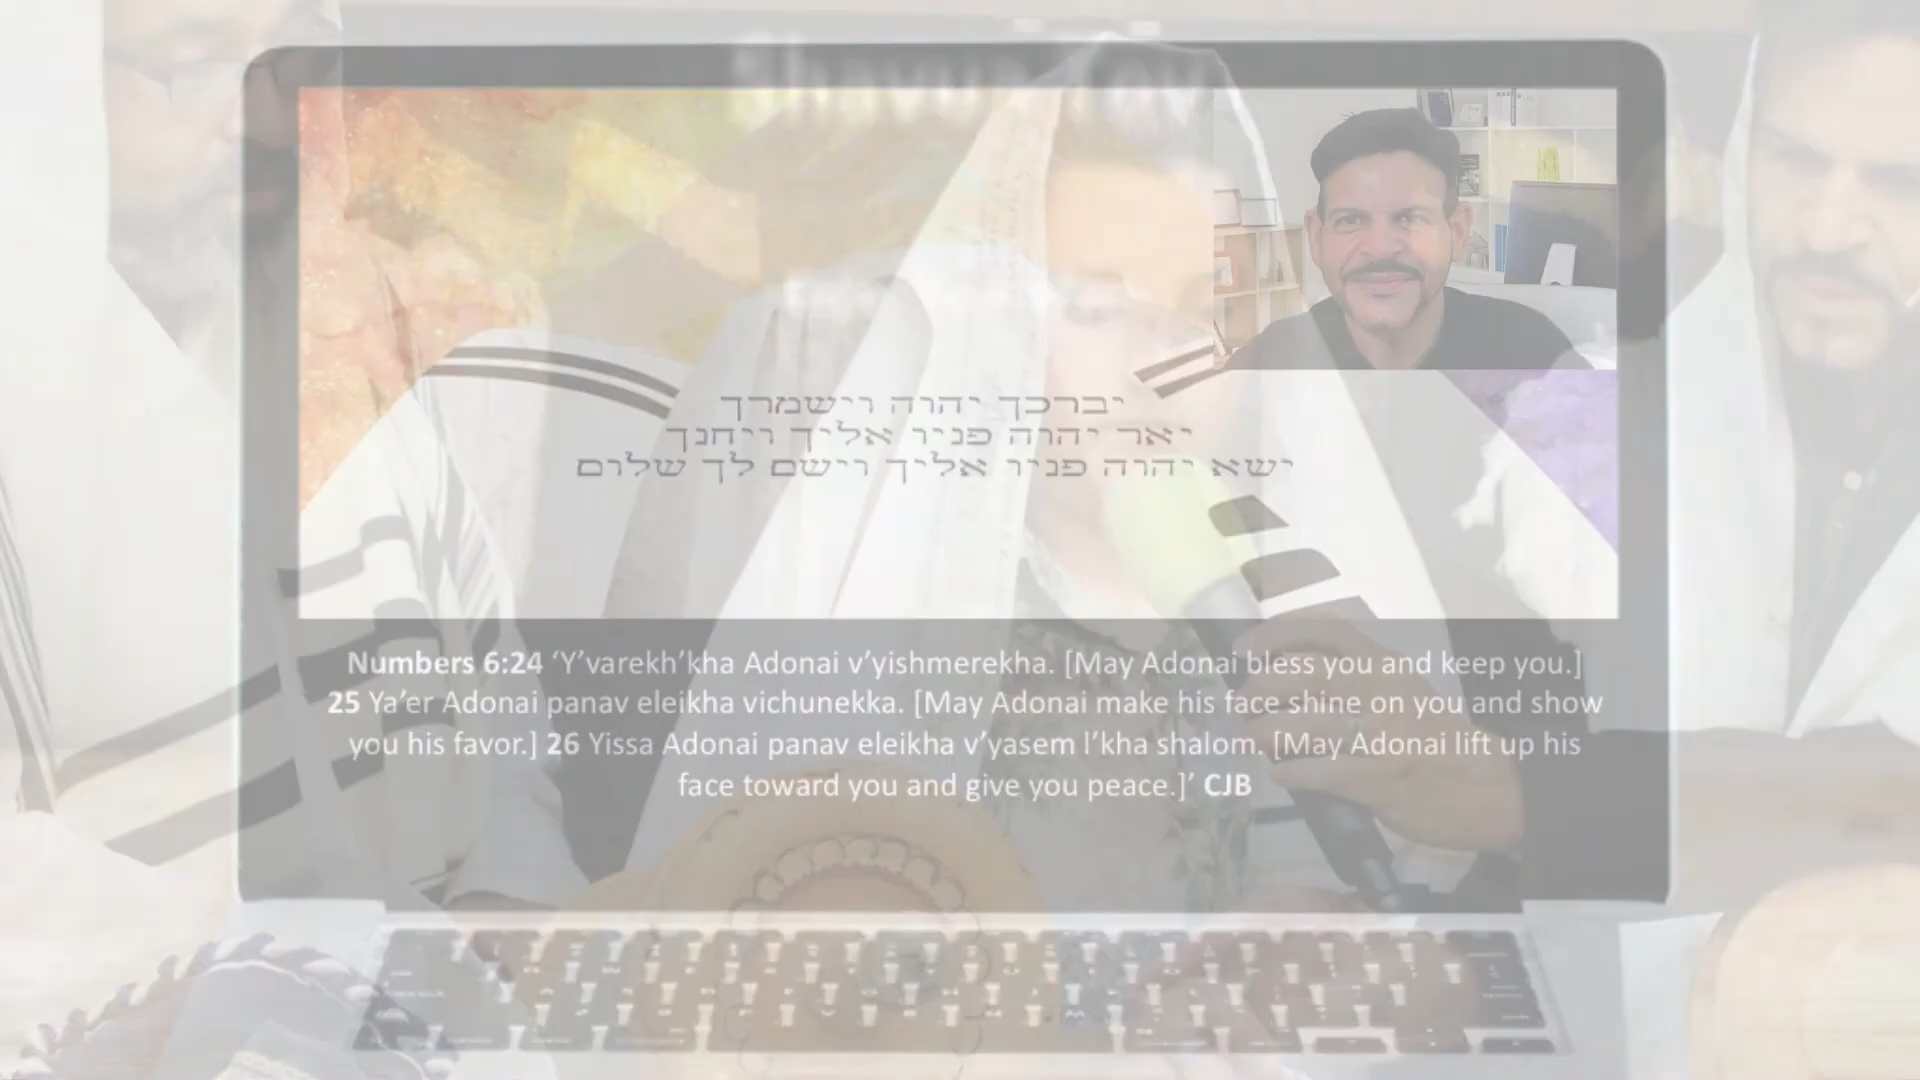 יברכך יהוה וישמרך
יאר יהוה פניו אליך ויחנך
ישא יהוה פניו אליך וישם לך שלום
Numbers 6:24 ‘Y’varekh’kha Adonai v’yishmerekha. [May Adonai bless you and keep you.]
25 Ya’er Adonai panav eleikha vichunekka. [May Adonai make his face shine on you and show
you his favor.] 26 Yissa Adonai panav eleikha v’yasem l’kha shalom. [May Adonai lift up his
face toward you and give you peace.]’ CJB